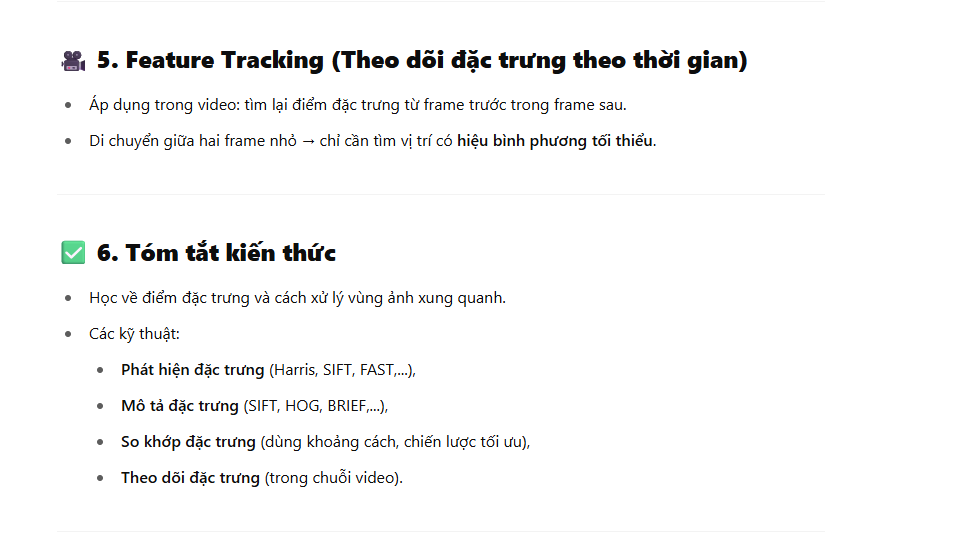 5. Feature Tracking (Theo dõi đặc trưng theo thời gian)
Áp dụng trong video: tìm lại điểm đặc trưng từ frame trước trong frame sau.
Di chuyển giữa hai frame nhỏ → chỉ cần tìm vị trí có hiệu bình phương tối thiểu.
6. Tóm tắt kiến thức
Học về điểm đặc trưng và cách xử lý vùng ảnh xung quanh.
Các kỹ thuật:
Phát hiện đặc trưng (Harris, SIFT, FAST,...),
Mô tả đặc trưng (SIFT, HOG, BRIEF,...),
So khớp đặc trưng (dùng khoảng cách, chiến lược tối ưu),
Theo dõi đặc trưng (trong chuỗi video).